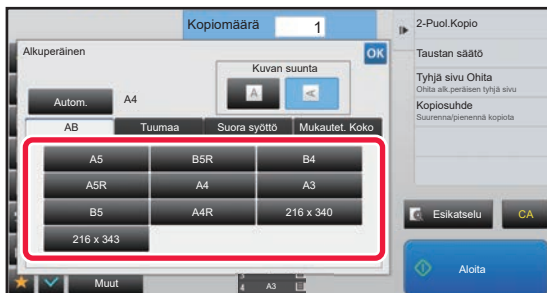 Kopiomäärä 1
Alkuperäinen
OK
Kuvan suunta
A A
Autom. A4
AB Tuumaa Suora syöttö Mukautet. Koko
A5 B5R B4
A5R A4 A3
B5 A4R 216 x 340
216 x 343
Muut
4 A3
2-Puol.Kopio
Taustan säätö
Tyhjä sivu Ohita
Ohita alk.peräisen tyhjä sivu
Kopiosuhde
Suurenna/pienennä kopiota
Esikatselu CA
Aloita